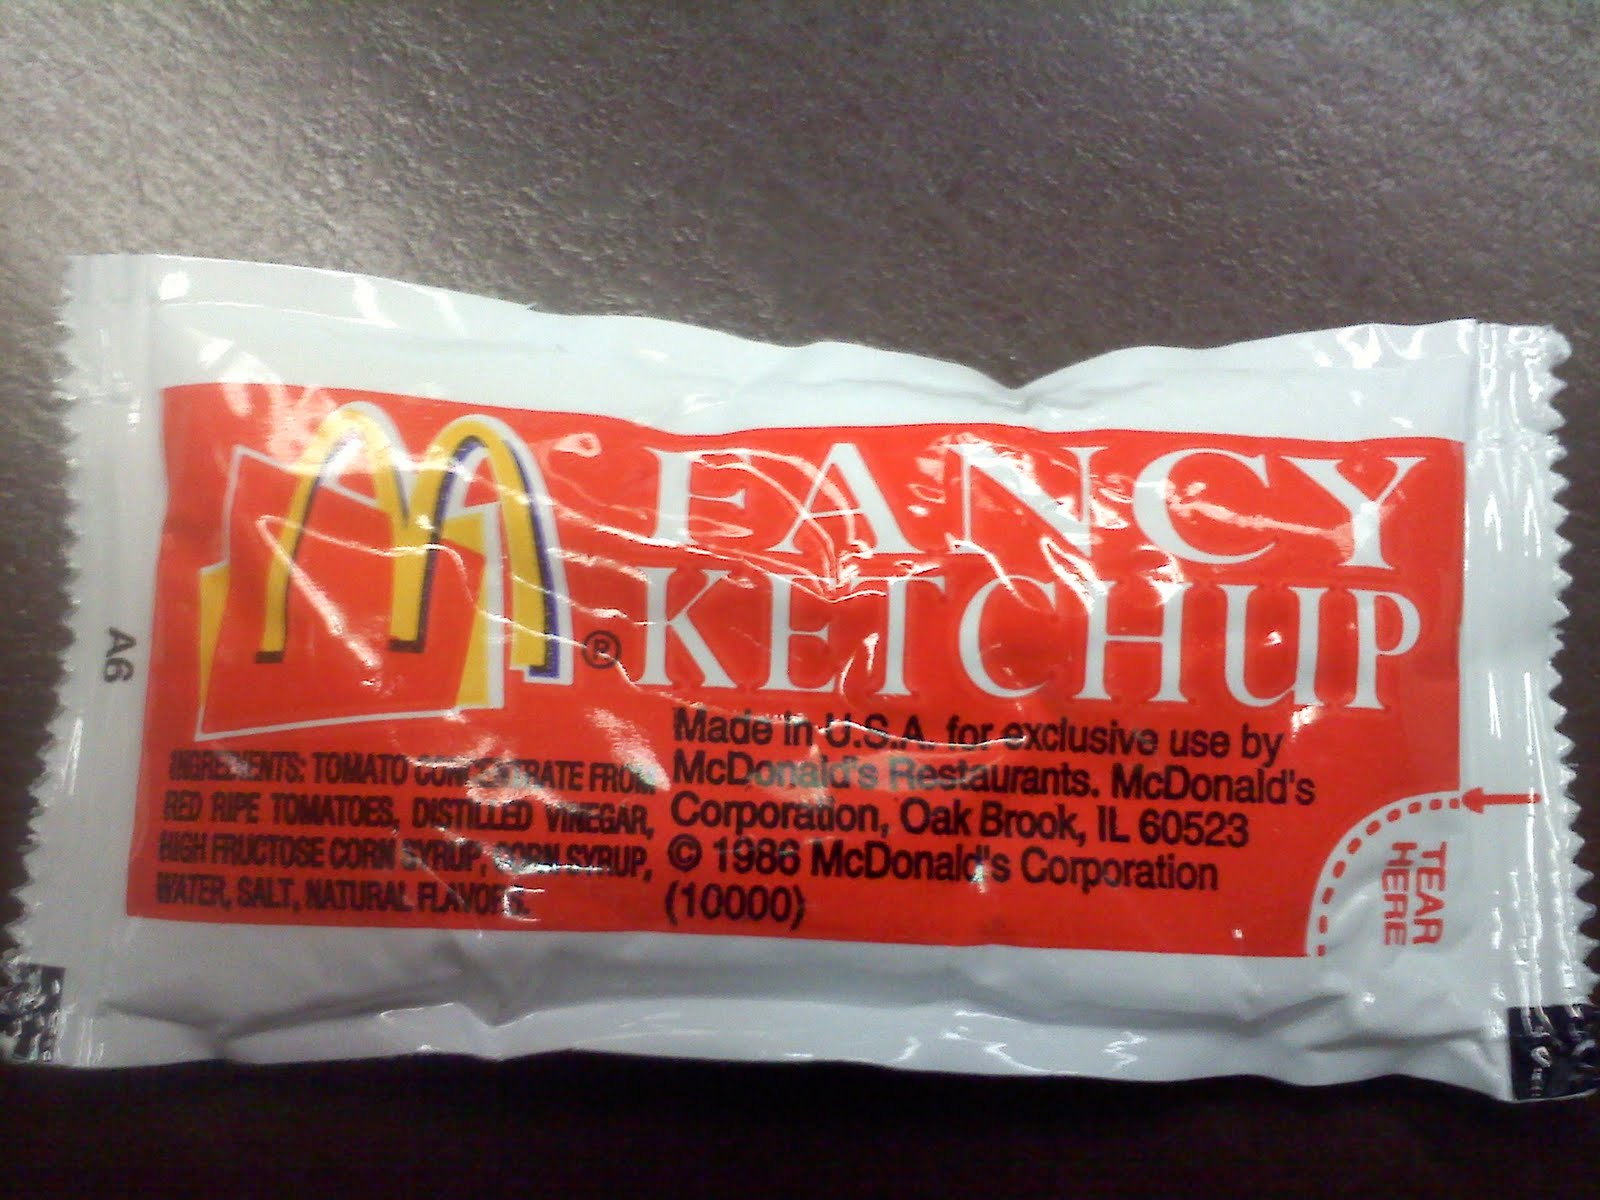 FANCY
KETCHUP
®
Made in U.S.A. for exclusive use by
McDonald's Restaurants. McDonald's
Corporation, Oak Brook, IL 60523
© 1986 McDonald's Corporation
(10000)
INGREDIENTS: TOMATO CONCENTRATE FROM
RED RIPE TOMATOES, DISTILLED VINEGAR,
HIGH FRUCTOSE CORN SYRUP, CORN SYRUP,
WATER, SALT, NATURAL FLAVORS.
TEAR
HERE
A6